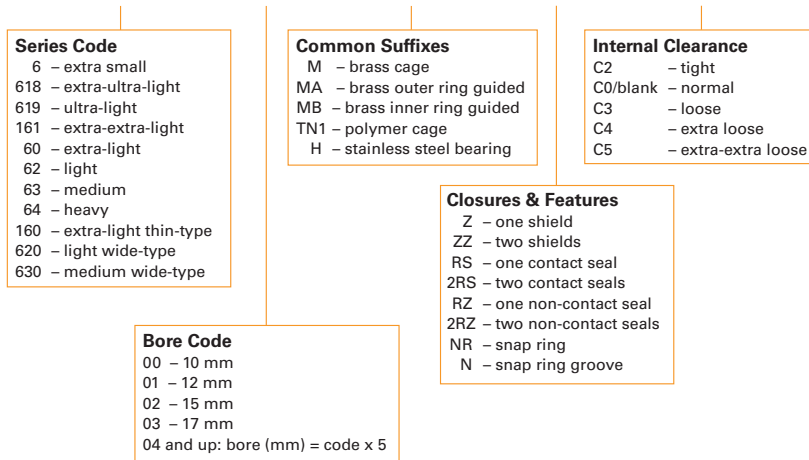 Series Code
6 – extra small
618 – extra-ultra-light
619 – ultra-light
161 – extra-extra-light
60 – extra-light
62 – light
63 – medium
64 – heavy
160 – extra-light thin-type
620 – light wide-type
630 – medium wide-type
Bore Code
00 – 10 mm
01 – 12 mm
02 – 15 mm
03 – 17 mm
04 and up: bore (mm) = code x 5
Common Suffixes
M – brass cage
MA – brass outer ring guided
MB – brass inner ring guided
TN1 – polymer cage
H – stainless steel bearing
Closures & Features
Z – one shield
ZZ – two shields
RS – one contact seal
2RS – two contact seals
RZ – one non-contact seal
2RZ – two non-contact seals
NR – snap ring
N – snap ring groove
Internal Clearance
C2 – tight
C0/blank – normal
C3 – loose
C4 – extra loose
C5 – extra-extra loose